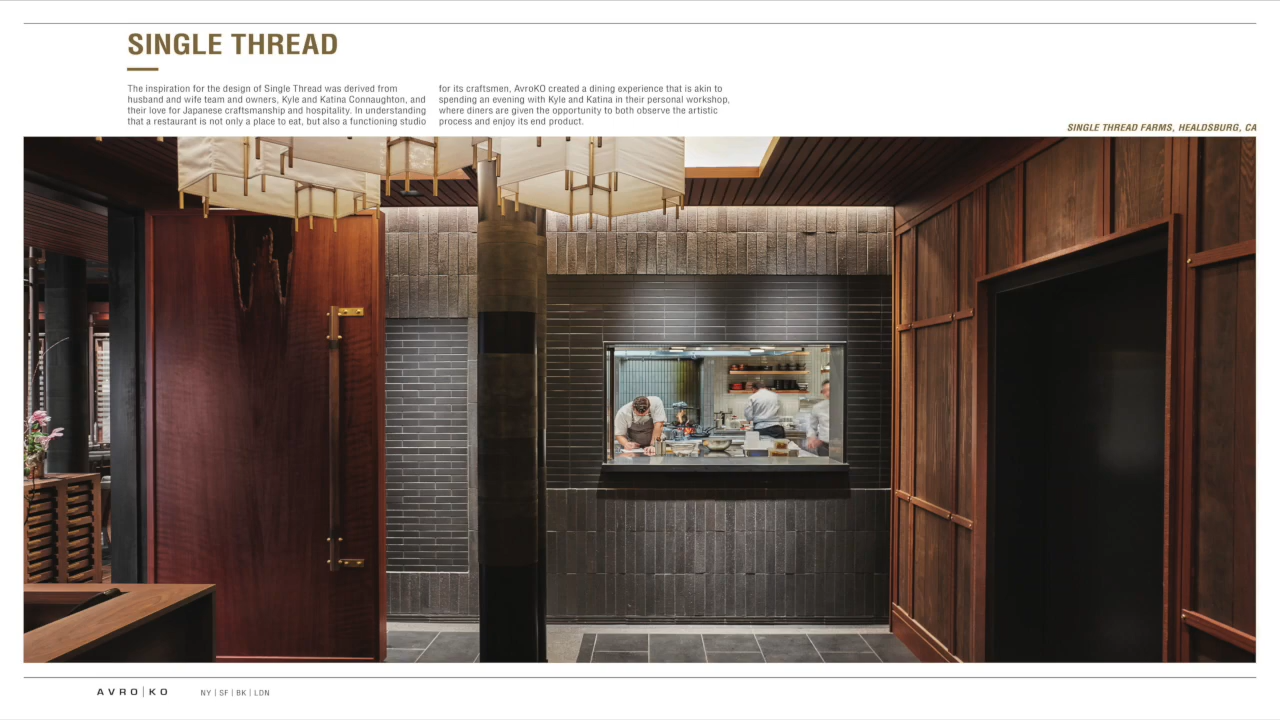 SINGLE THREAD
The inspiration for the design of Single Thread was derived from
husband and wife team and owners, Kyle and Katina Connaughton, and
their love for Japanese craftsmanship and hospitality. In understanding
that a restaurant is not only a place to eat, but also a functioning studio
for its craftsmen, AvroKO created a dining experience that is akin to
spending an evening with Kyle and Katina in their personal workshop,
where diners are given the opportunity to both observe the artistic
process and enjoy its end product.
SINGLE THREAD FARMS, HEALDSBURG, CA
AVRO|KO NY | SF | BK | LDN